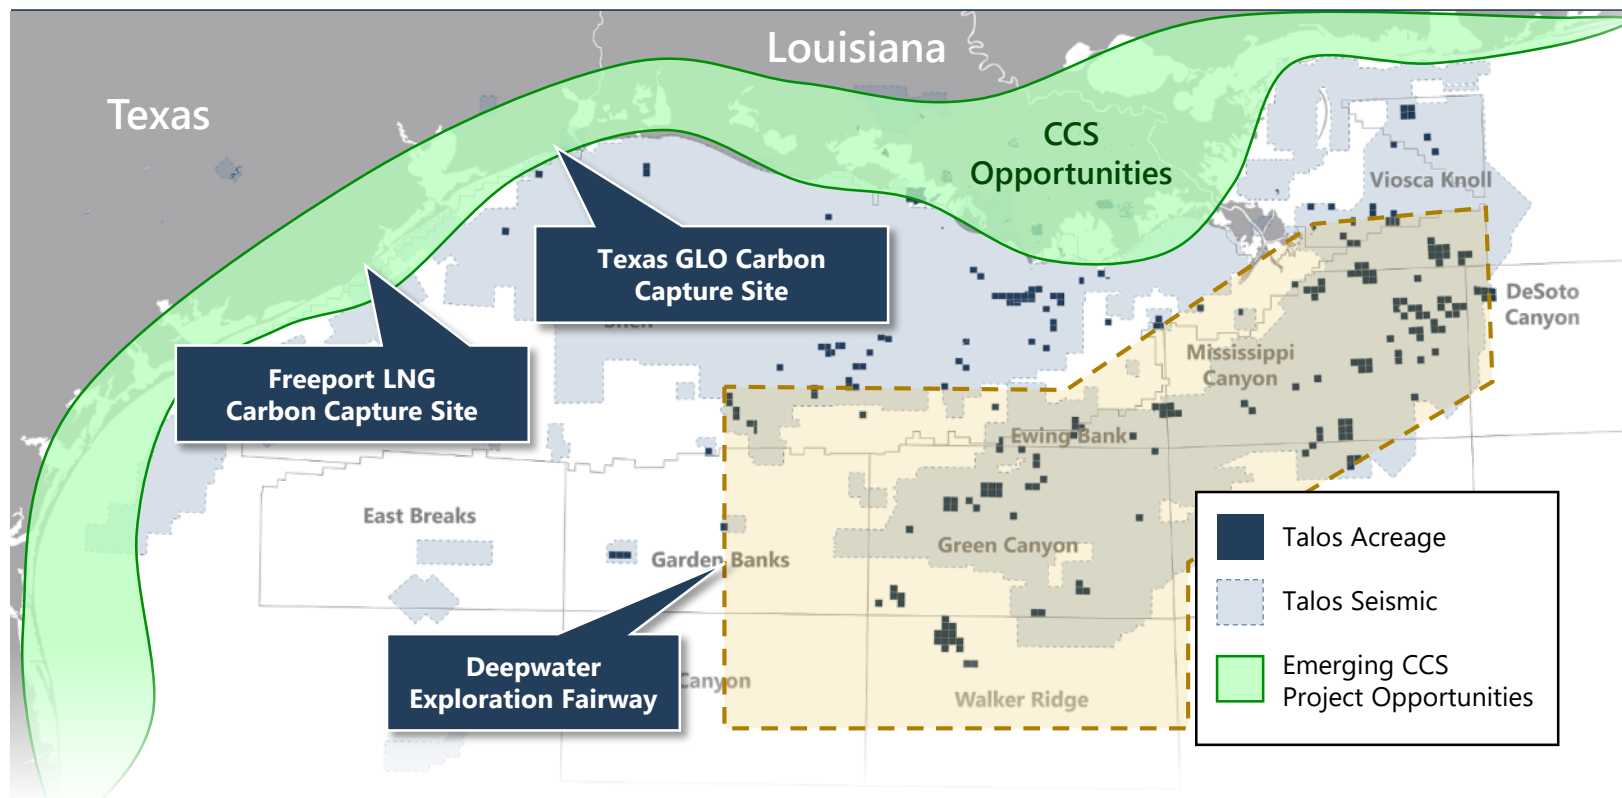 Louisiana
Texas
CCS
Opportunities
Viosca Knoll
Texas GLO Carbon
Capture Site
DeSoto
Canyon
Freeport LNG
Carbon Capture Site
Mississippi
Canyon
Ewing Bank
East Breaks
Green Canyon
Garden Banks
Deepwater
Exploration Fairway
Canyon
Walker Ridge
Talos Acreage
Talos Seismic
Emerging CCS
Project Opportunities